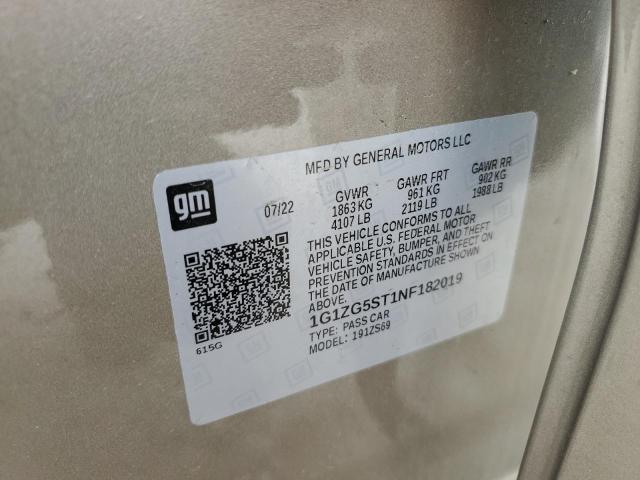 MFD BY GENERAL MOTORS LLC
gm
07/22
GVWR
1863 KG
4107 LB
GAWR FRT
961 KG
2119 LB
GAWR RR
902 KG
1988 LB
THIS VEHICLE CONFORMS TO ALL
APPLICABLE U.S. FEDERAL MOTOR
VEHICLE SAFETY, BUMPER, AND THEFT
PREVENTION STANDARDS IN EFFECT ON
THE DATE OF MANUFACTURE SHOWN
ABOVE.
1G1ZG5ST1NF182019
TYPE: PASS CAR
MODEL: 191ZS69
615G